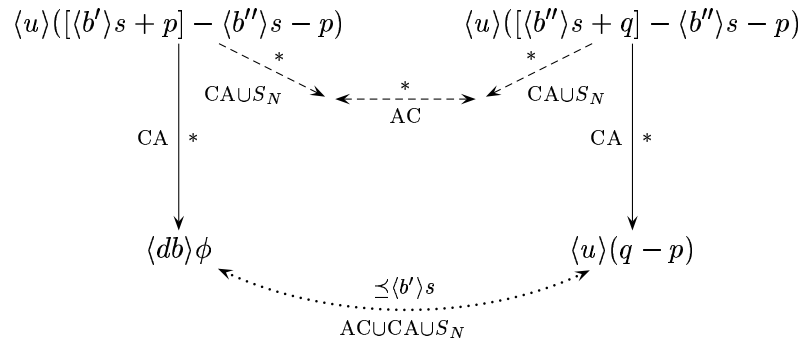 ⟨u⟩([⟨b′⟩s + p] − ⟨b″⟩s − p) ⟨u⟩([⟨b″⟩s + q] − ⟨b″⟩s − p)
* * *
CA∪S_N AC CA∪S_N
CA * CA *
⟨db⟩ϕ ⟨u⟩(q − p)
⪯⟨b′⟩s
AC∪CA∪S_N